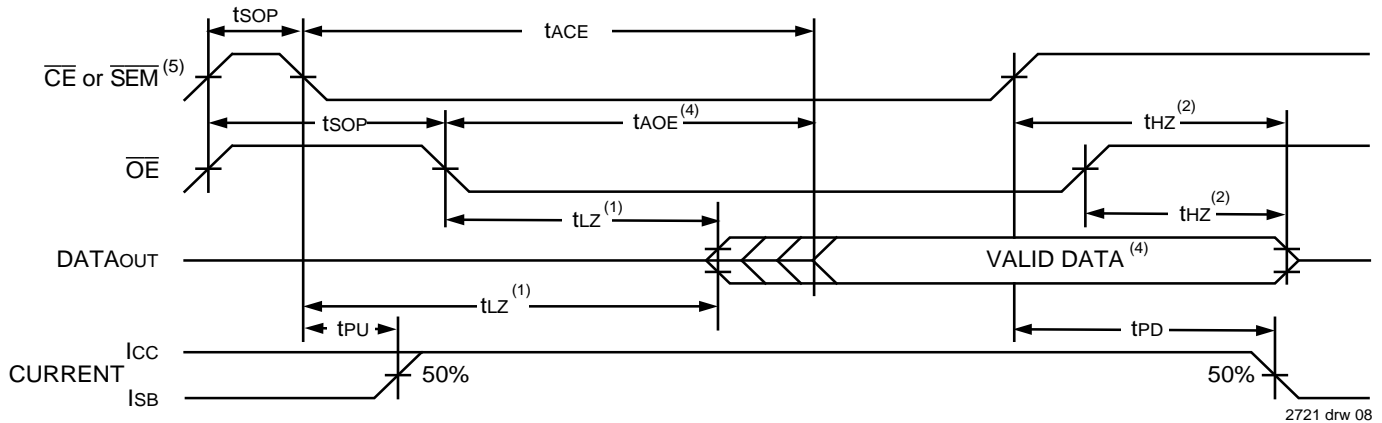 tSOP tACE
CE or SEM (5)
tSOP tAOE (4) tHZ (2)
OE
tLZ (1) tHZ (2)
DATAOUT VALID DATA (4)
tLZ (1)
tPU tPD
ICC
CURRENT 50% 50%
ISB
2721 drw 08